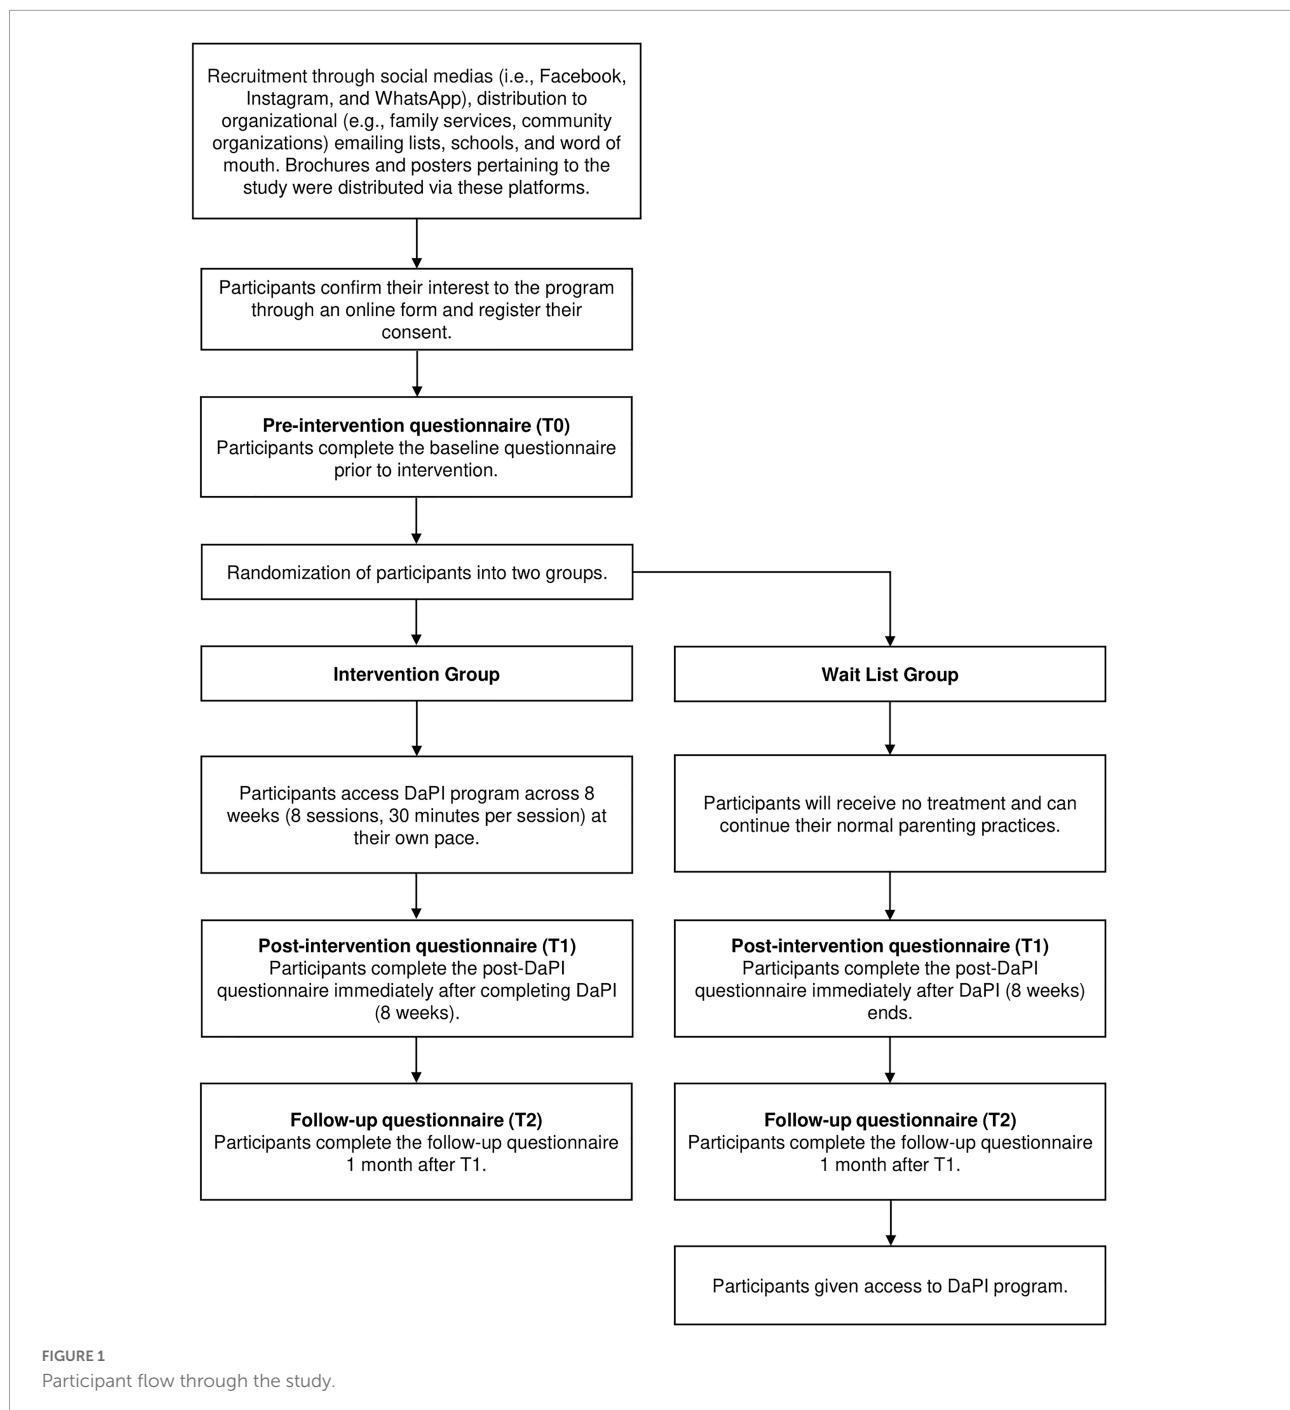 Recruitment through social medias (i.e., Facebook,
Instagram, and WhatsApp), distribution to
organizational (e.g., family services, community
organizations) emailing lists, schools, and word of
mouth. Brochures and posters pertaining to the
study were distributed via these platforms.
Participants confirm their interest to the program
through an online form and register their
consent.
Pre-intervention questionnaire (T0)
Participants complete the baseline questionnaire
prior to intervention.
Randomization of participants into two groups.
Intervention Group
Wait List Group
Participants access DaPI program across 8
weeks (8 sessions, 30 minutes per session) at
their own pace.
Participants will receive no treatment and can
continue their normal parenting practices.
Post-intervention questionnaire (T1)
Participants complete the post-DaPI
questionnaire immediately after completing DaPI
(8 weeks).
Post-intervention questionnaire (T1)
Participants complete the post-DaPI
questionnaire immediately after DaPI (8 weeks)
ends.
Follow-up questionnaire (T2)
Participants complete the follow-up questionnaire
1 month after T1.
Follow-up questionnaire (T2)
Participants complete the follow-up questionnaire
1 month after T1.
Participants given access to DaPI program.
FIGURE 1
Participant flow through the study.